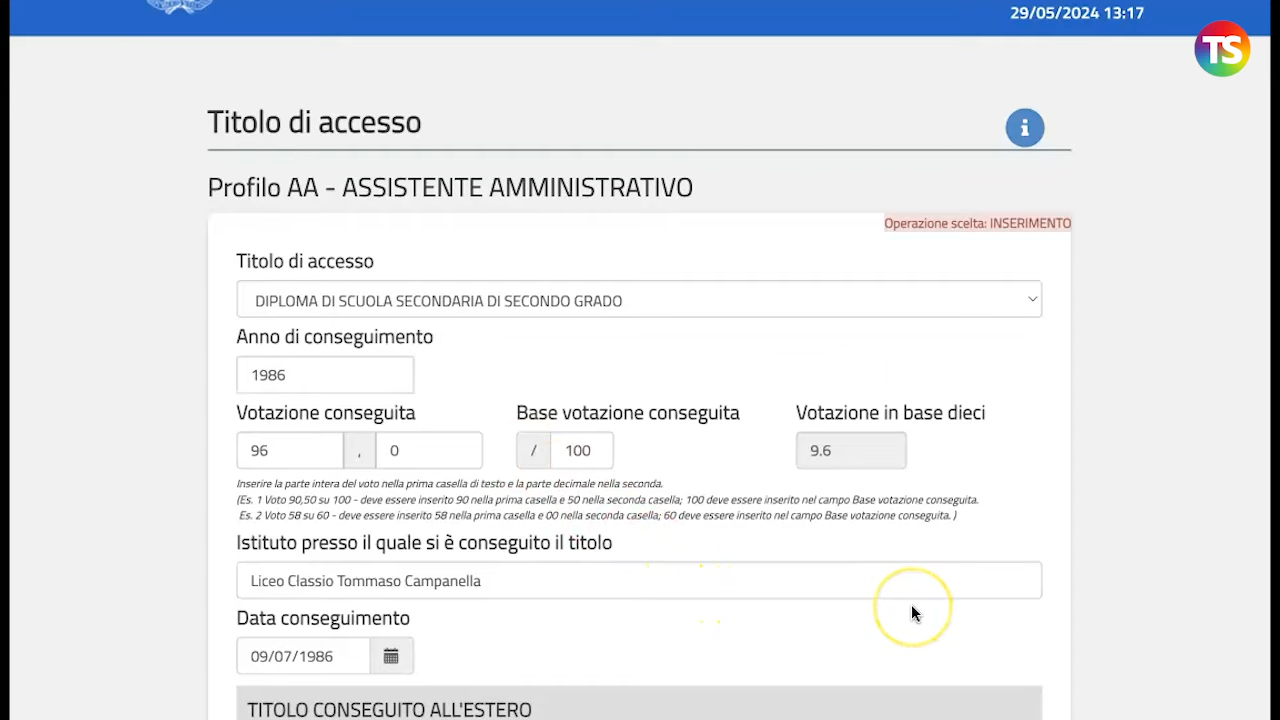 29/05/2024 13:17
TS
Titolo di accesso
i
Profilo AA - ASSISTENTE AMMINISTRATIVO
Operazione scelta: INSERIMENTO
Titolo di accesso
DIPLOMA DI SCUOLA SECONDARIA DI SECONDO GRADO
Anno di conseguimento
1986
Votazione conseguita Base votazione conseguita Votazione in base dieci
96 , 0 / 100 9.6
Inserire la parte intera del voto nella prima casella di testo e la parte decimale nella seconda.
(Es. 1 Voto 90,50 su 100 - deve essere inserito 90 nella prima casella e 50 nella seconda casella; 100 deve essere inserito nel campo Base votazione conseguita.
Es. 2 Voto 58 su 60 - deve essere inserito 58 nella prima casella e 00 nella seconda casella; 60 deve essere inserito nel campo Base votazione conseguita. )
Istituto presso il quale si è conseguito il titolo
Liceo Classio Tommaso Campanella
Data conseguimento
09/07/1986
TITOLO CONSEGUITO ALL'ESTERO